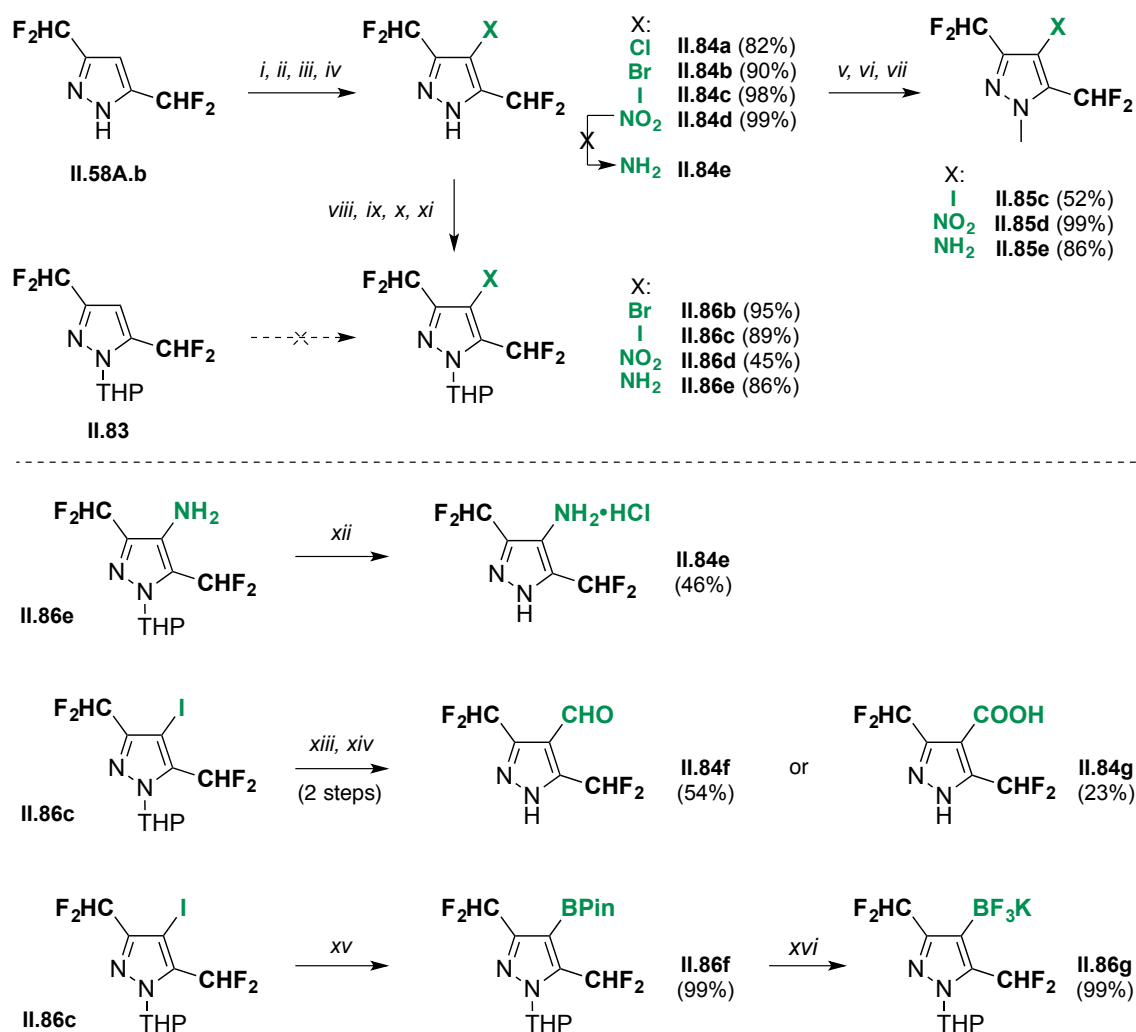 F2HC
X
N
N
H
CHF2
II.58A.b
i, ii, iii, iv
F2HC
X
N
N
H
CHF2
X:
Cl II.84a (82%)
Br II.84b (90%)
I II.84c (98%)
NO2 II.84d (99%)
X
NH2 II.84e
v, vi, vii
F2HC
X
N
N
CHF2
X:
I II.85c (52%)
NO2 II.85d (99%)
NH2 II.85e (86%)
viii, ix, x, xi
F2HC
N
N
CHF2
THP
II.83
X
F2HC
X
N
N
CHF2
THP
X:
Br II.86b (95%)
I II.86c (89%)
NO2 II.86d (45%)
NH2 II.86e (86%)
F2HC
NH2
N
N
CHF2
THP
II.86e
xii
F2HC
NH2•HCl
N
N
H
CHF2
II.84e
(46%)
F2HC
I
N
N
CHF2
THP
II.86c
xiii, xiv
(2 steps)
F2HC
CHO
N
N
H
CHF2
II.84f
(54%)
or
F2HC
COOH
N
N
H
CHF2
II.84g
(23%)
F2HC
I
N
N
CHF2
THP
II.86c
xv
F2HC
BPin
N
N
CHF2
THP
II.86f
(99%)
xvi
F2HC
BF3K
N
N
CHF2
THP
II.86g
(99%)